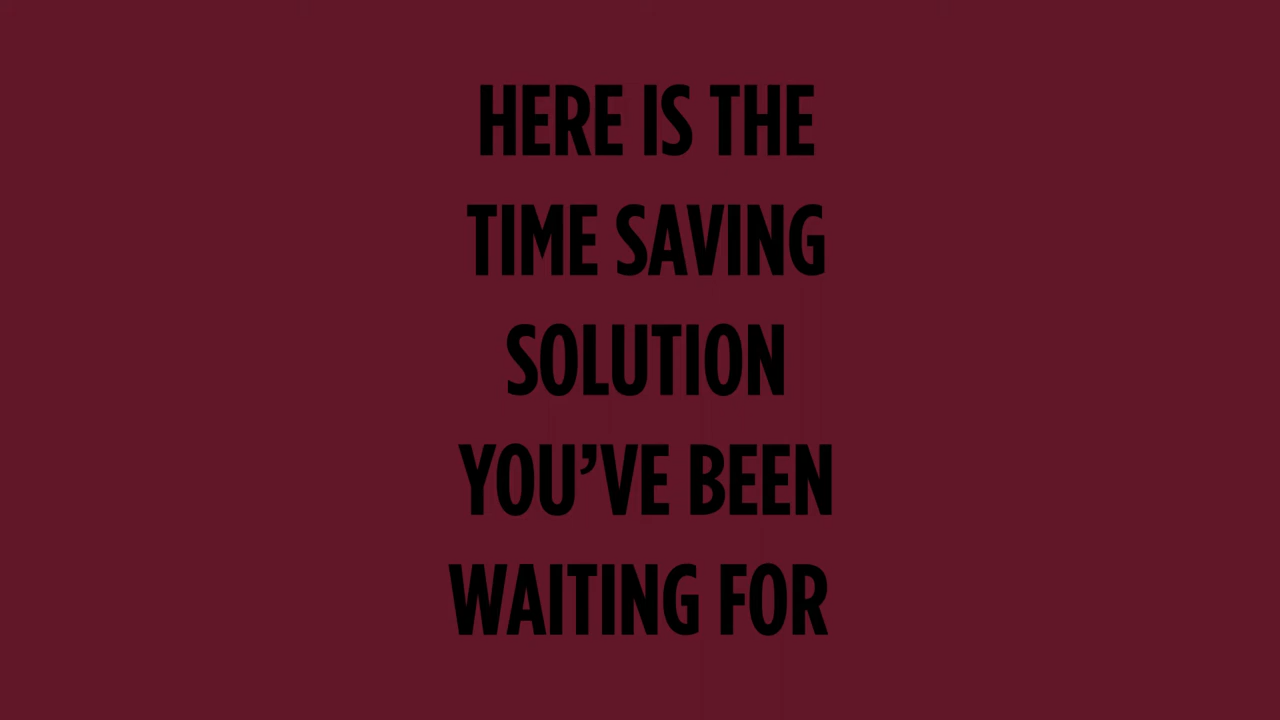 HERE IS THE
TIME SAVING
SOLUTION
YOU’VE BEEN
WAITING FOR